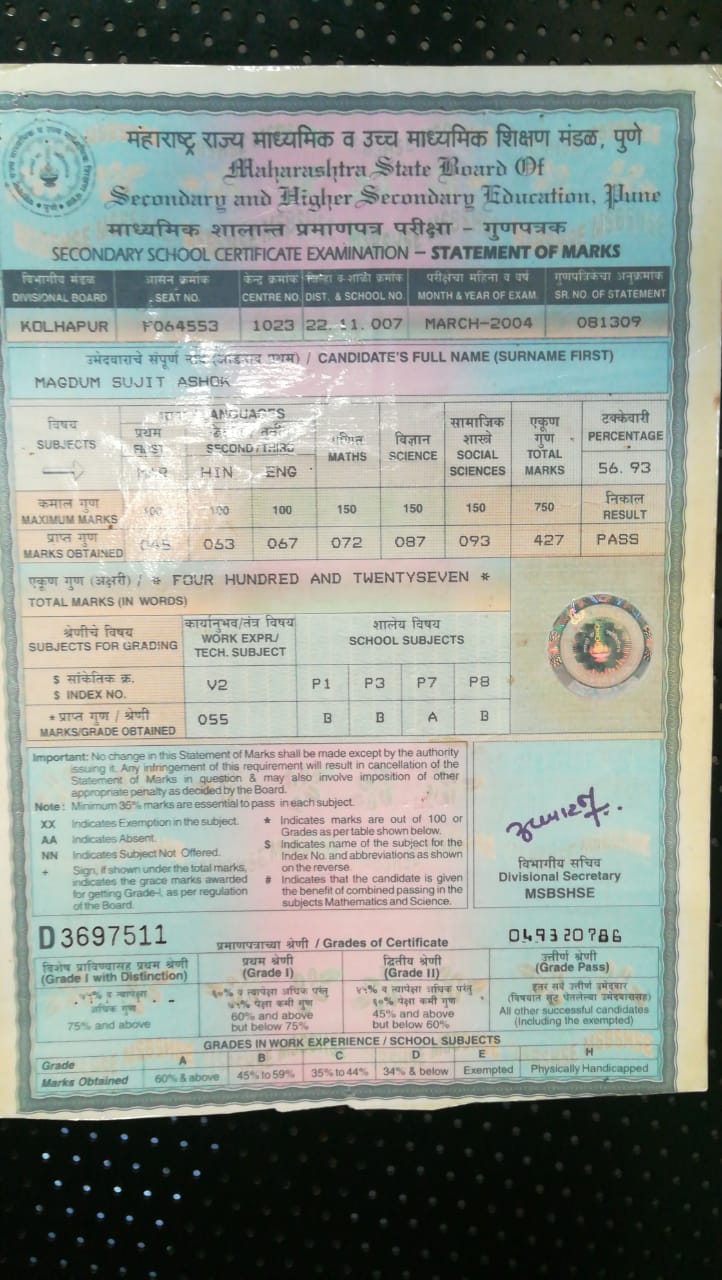 महाराष्ट्र राज्य माध्यमिक व उच्च माध्यमिक शिक्षण मंडळ, पुणे
Maharashtra State Board Of
Secondary and Higher Secondary Education, Pune
माध्यमिक शालान्त प्रमाणपत्र परीक्षा - गुणपत्रक
SECONDARY SCHOOL CERTIFICATE EXAMINATION – STATEMENT OF MARKS
विभागीय मंडळ आसन क्रमांक केन्द्र क्रमांक जिल्हा व शाळा क्रमांक परीक्षेचा महिना व वर्ष गुणपत्रिकेचा अनुक्रमांक
DIVISIONAL BOARD SEAT NO. CENTRE NO. DIST. & SCHOOL NO. MONTH & YEAR OF EXAM. SR. NO. OF STATEMENT
KOLHAPUR F064553 1023 22.11.007 MARCH-2004 081309
उमेदवाराचे संपूर्ण नाव (आडनाव प्रथम) / CANDIDATE'S FULL NAME (SURNAME FIRST)
MAGDUM SUJIT ASHOK
विषय LANGUAGES सामाजिक एकूण टक्केवारी
SUBJECTS प्रथम गणित विज्ञान शास्त्रे गुण PERCENTAGE
FIRST SECOND/THIRD MATHS SCIENCE SOCIAL SCIENCES TOTAL MARKS
MAR HIN ENG 56.93
कमाल गुण निकाल
MAXIMUM MARKS 100 100 100 150 150 150 750 RESULT
प्राप्त गुण
MARKS OBTAINED 045 063 067 072 087 093 427 PASS
एकूण गुण (अक्षरी) / * FOUR HUNDRED AND TWENTYSEVEN *
TOTAL MARKS (IN WORDS)
श्रेणीचे विषय कार्यानुभव/तंत्र विषय शालेय विषय
SUBJECTS FOR GRADING WORK EXPR./ TECH. SUBJECT SCHOOL SUBJECTS
$ सांकेतिक क्र.
$ INDEX NO. V2 P1 P3 P7 P8
* प्राप्त गुण / श्रेणी
MARKS/GRADE OBTAINED 055 B B A B
Important: No change in this Statement of Marks shall be made except by the authority
issuing it. Any infringement of this requirement will result in cancellation of the
Statement of Marks in question & may also involve imposition of other
appropriate penalty as decided by the Board.
Note : Minimum 35% marks are essential to pass in each subject.
XX Indicates Exemption in the subject.
AA Indicates Absent.
NN Indicates Subject Not Offered.
+ Sign, if shown under the total marks,
indicates the grace marks awarded
for getting Grade-I, as per regulation
of the Board.
* Indicates marks are out of 100 or
Grades as per table shown below.
$ Indicates name of the subject for the
Index No. and abbreviations as shown
on the reverse.
# Indicates that the candidate is given
the benefit of combined passing in the
subjects Mathematics and Science.
विभागीय सचिव
Divisional Secretary
MSBSHSE
D3697511 प्रमाणपत्राच्या श्रेणी / Grades of Certificate 049320786
विशेष प्राविण्यासह प्रथम श्रेणी प्रथम श्रेणी द्वितीय श्रेणी उत्तीर्ण श्रेणी
(Grade I with Distinction) (Grade I) (Grade II) (Grade Pass)
७५% व त्यापेक्षा ६०% व त्यापेक्षा अधिक परंतु ४५% व त्यापेक्षा अधिक परंतु इतर सर्व उत्तीर्ण उमेदवार
अधिक गुण ७५% पेक्षा कमी गुण ६०% पेक्षा कमी गुण (विषयात सूट घेतलेल्या उमेदवारासह)
75% and above 60% and above 45% and above All other successful candidates
but below 75% but below 60% (Including the exempted)
GRADES IN WORK EXPERIENCE / SCHOOL SUBJECTS
Grade A B C D E H
Marks Obtained 60% & above 45% to 59% 35% to 44% 34% & below Exempted Physically Handicapped